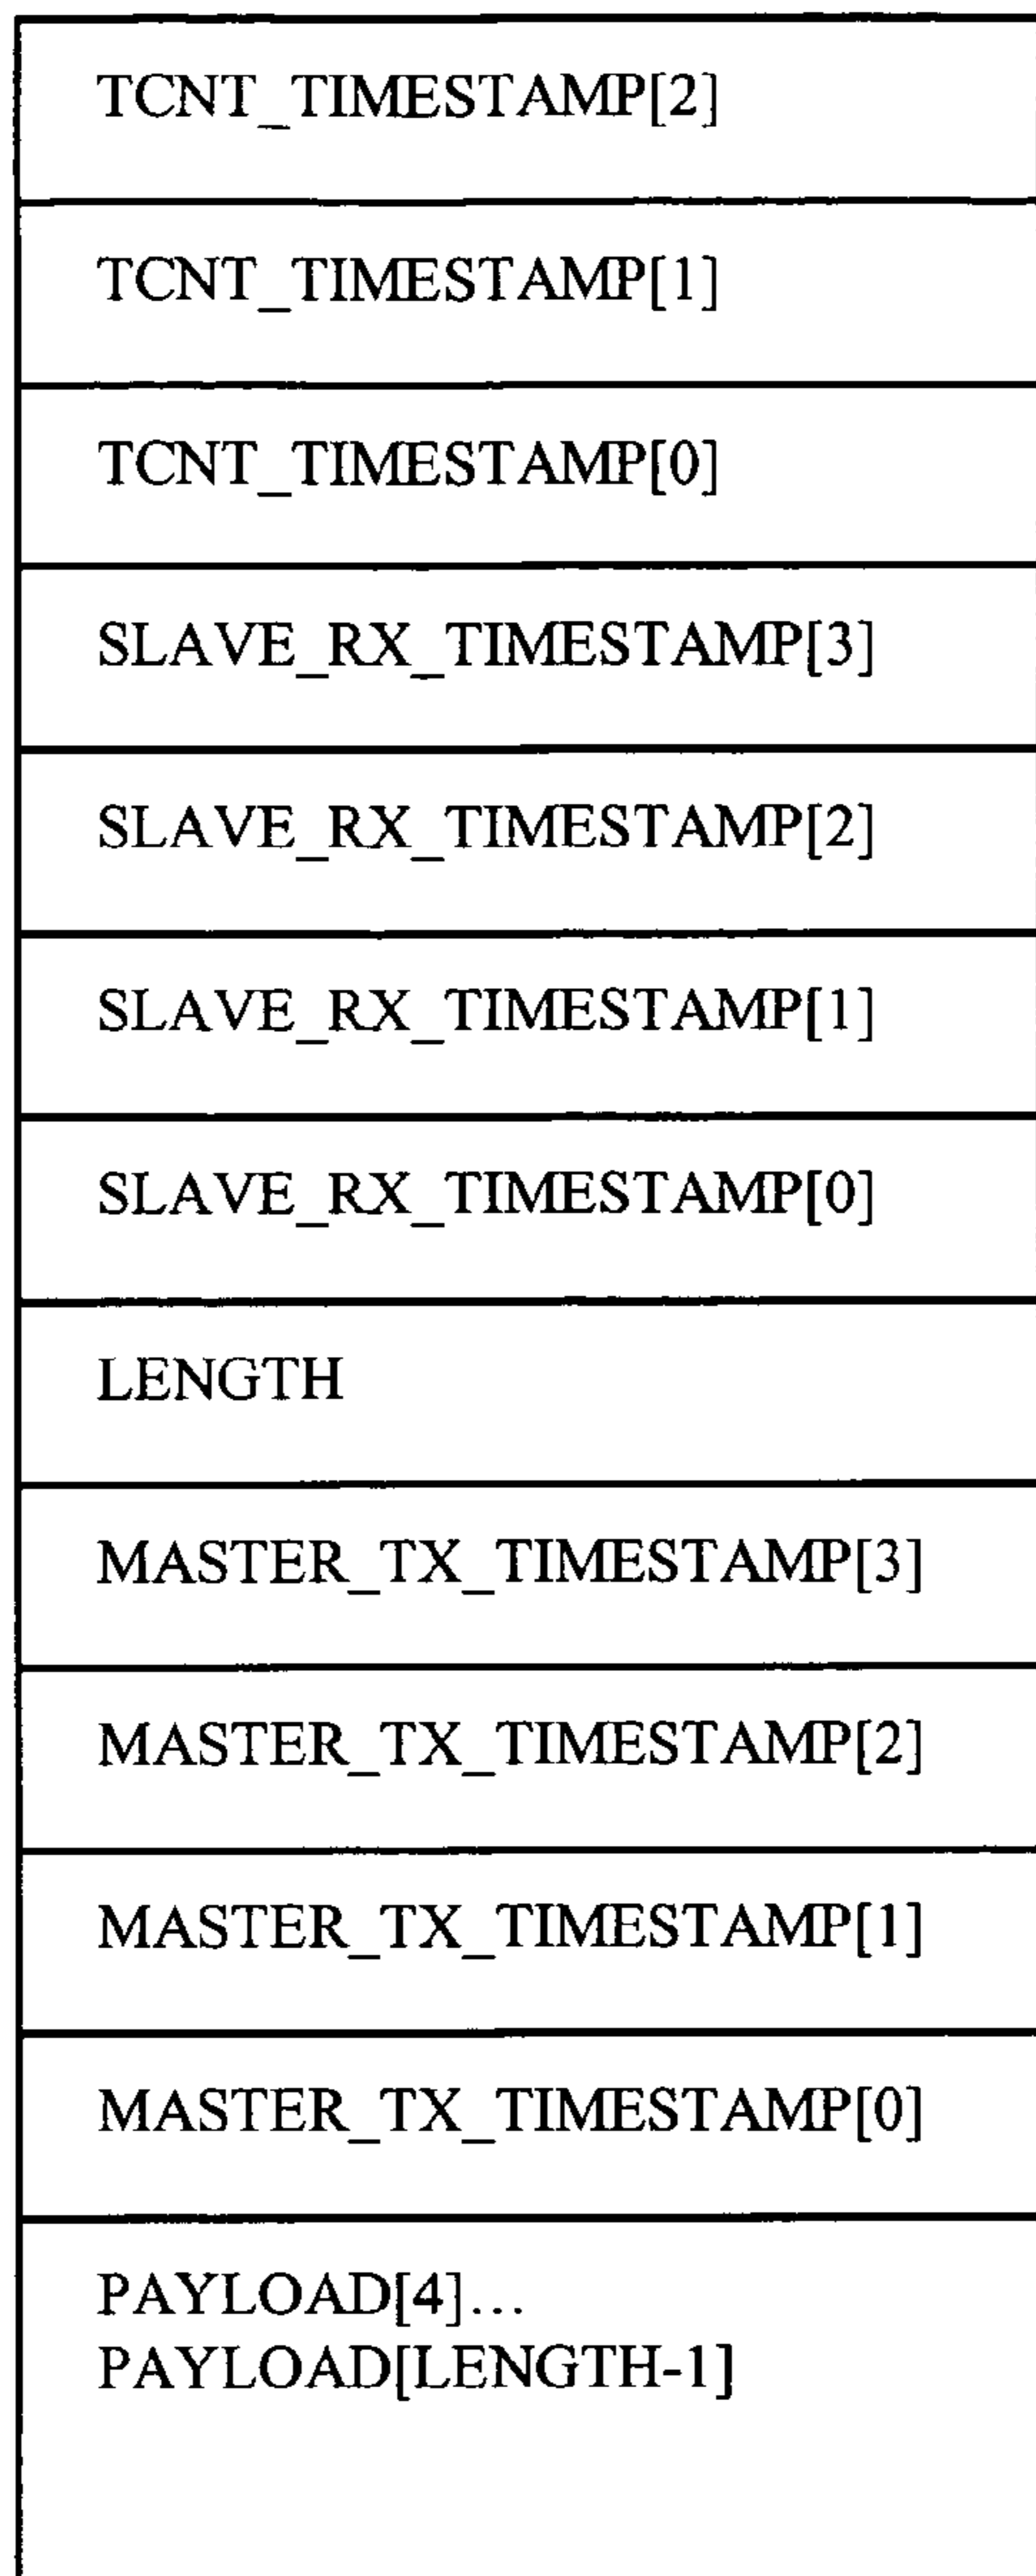 TCNT_TIMESTAMP[2]
TCNT_TIMESTAMP[1]
TCNT_TIMESTAMP[0]
SLAVE_RX_TIMESTAMP[3]
SLAVE_RX_TIMESTAMP[2]
SLAVE_RX_TIMESTAMP[1]
SLAVE_RX_TIMESTAMP[0]
LENGTH
MASTER_TX_TIMESTAMP[3]
MASTER_TX_TIMESTAMP[2]
MASTER_TX_TIMESTAMP[1]
MASTER_TX_TIMESTAMP[0]
PAYLOAD[4]...
PAYLOAD[LENGTH-1]